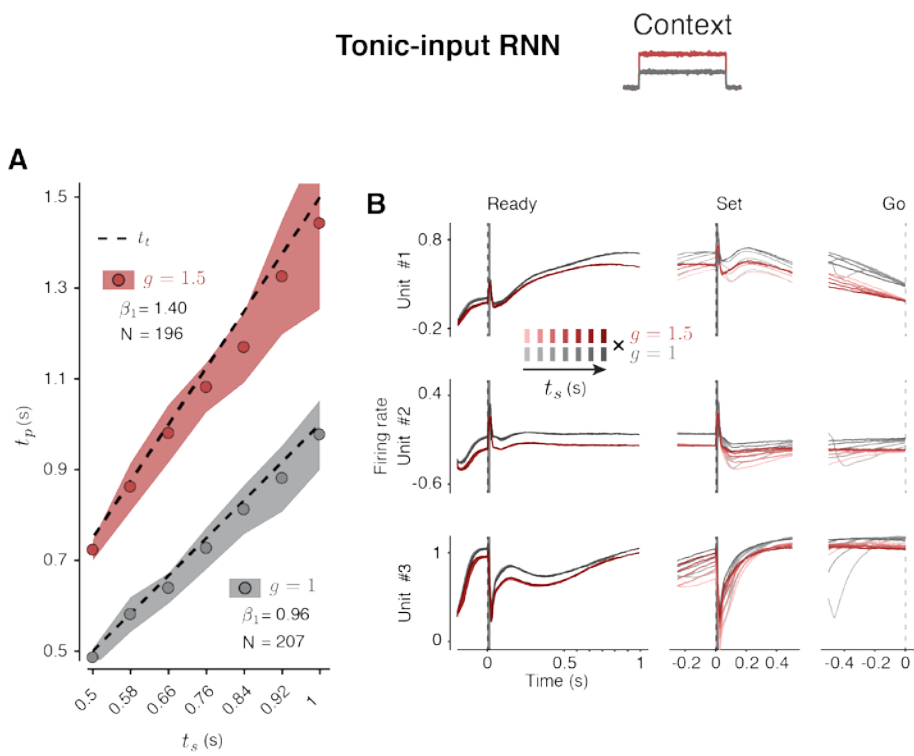 Tonic-input RNN
Context
A
1.5
1.3
1.1
0.9
0.7
0.5
t_p (s)
t_t
g = 1.5
β₁ = 1.40
N = 196
g = 1
β₁ = 0.96
N = 207
0.5
0.58
0.66
0.76
0.84
0.92
1
t_s (s)
B
Ready
Set
Go
Firing rate
Unit #1
0.8
-0.2
× g = 1.5
g = 1
t_s (s)
Unit #2
0.4
-0.6
Unit #3
1
0
0 0.5 1
Time (s)
-0.2 0 0.2 0.4
-0.4 -0.2 0